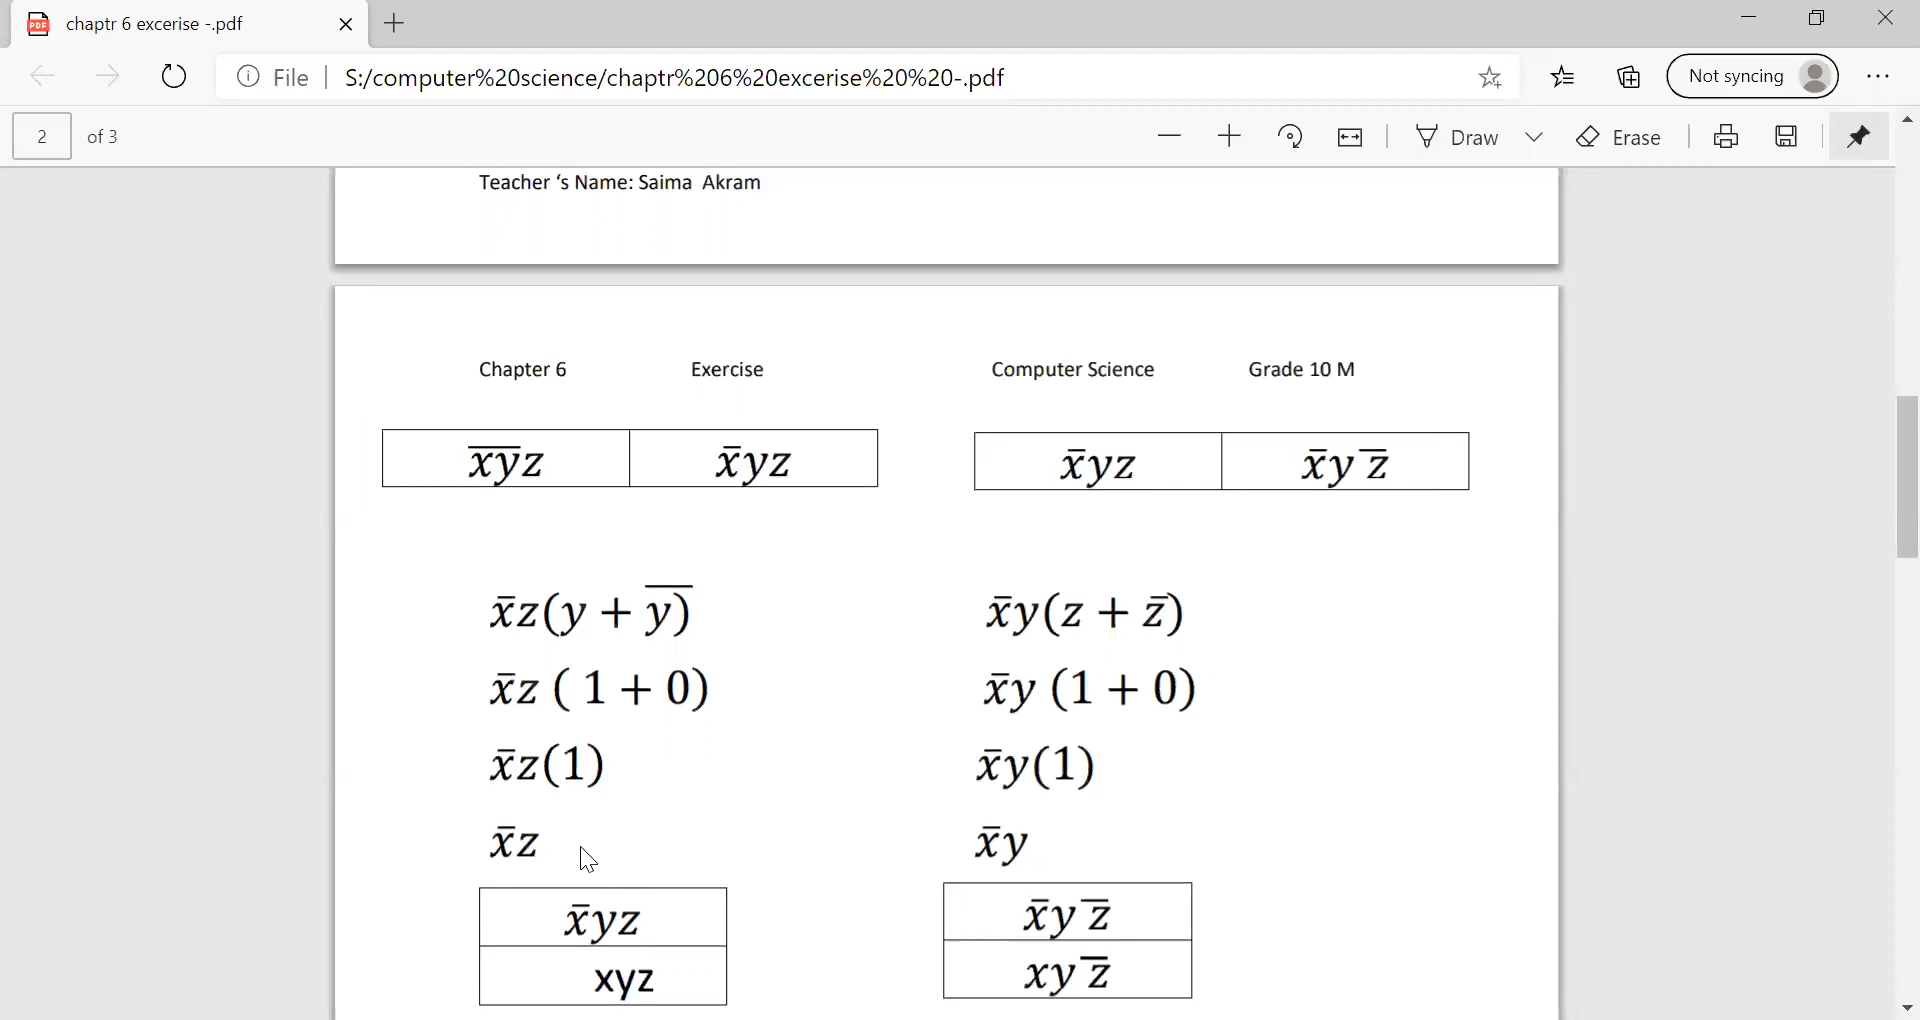 chaptr 6 excerise -.pdf
File | S:/computer%20science/chaptr%206%20excerise%20%20-.pdf Not syncing
2 of 3 Draw Erase
Teacher ‘s Name: Saima Akram
Chapter 6 Exercise Computer Science Grade 10 M
x̅y̅z x̄yz x̄yz x̄yz̅
x̄z(y + y̅)̅ x̄y(z + z̄)
x̄z ( 1 + 0) x̄y (1 + 0)
x̄z(1) x̄y(1)
x̄z x̄y
x̄yz x̄yz̅
xyz xyz̅